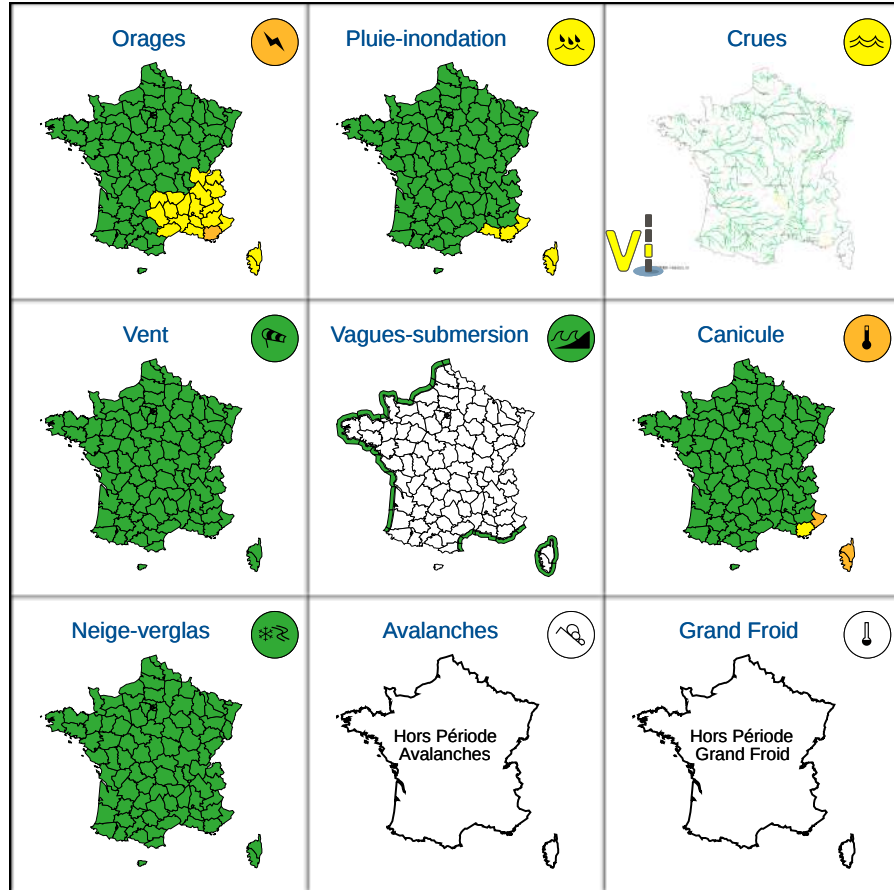 Orages
Pluie-inondation
Crues
Vi
Vent
Vagues-submersion
Canicule
Neige-verglas
Avalanches
Grand Froid
Hors Période
Avalanches
Hors Période
Grand Froid